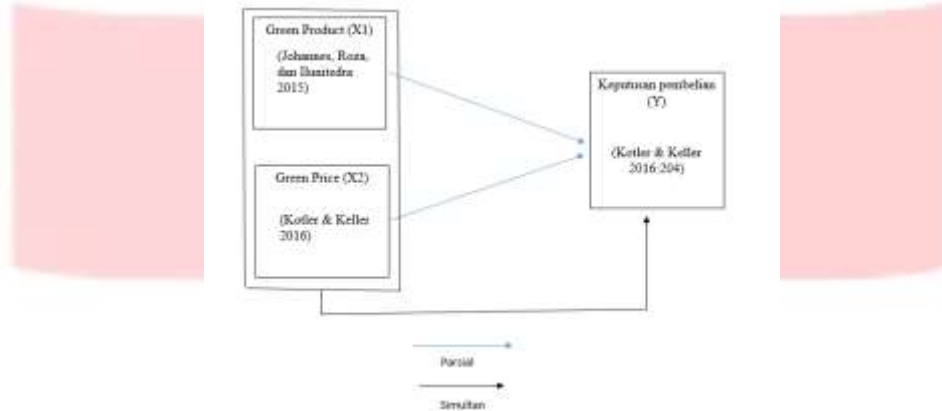 Green Product (X1)
(Johannes, Roza,
dan
2015)
Green Price (X2)
(Kotler & Keller
2016)
Keputusan pembelian
(Y)
(Kotler & Keller
2016:204)
Parsial
Simultan